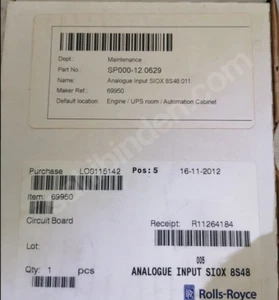 Dept : Maintenance
Part No.: SP000-12.0629
Name: Analogue Input SIOX 8S48:011
Maker Ref: 69950
Default location: Engine / UPS room / Automation Cabinet
Purchase LO0115142 Pos: 5 16-11-2012
Item: 69950
Circuit Board Receipt: R11264184
Lot:
005
Qty: 1 pcs ANALOGUE INPUT SIOX 8S48
Rolls-Royce